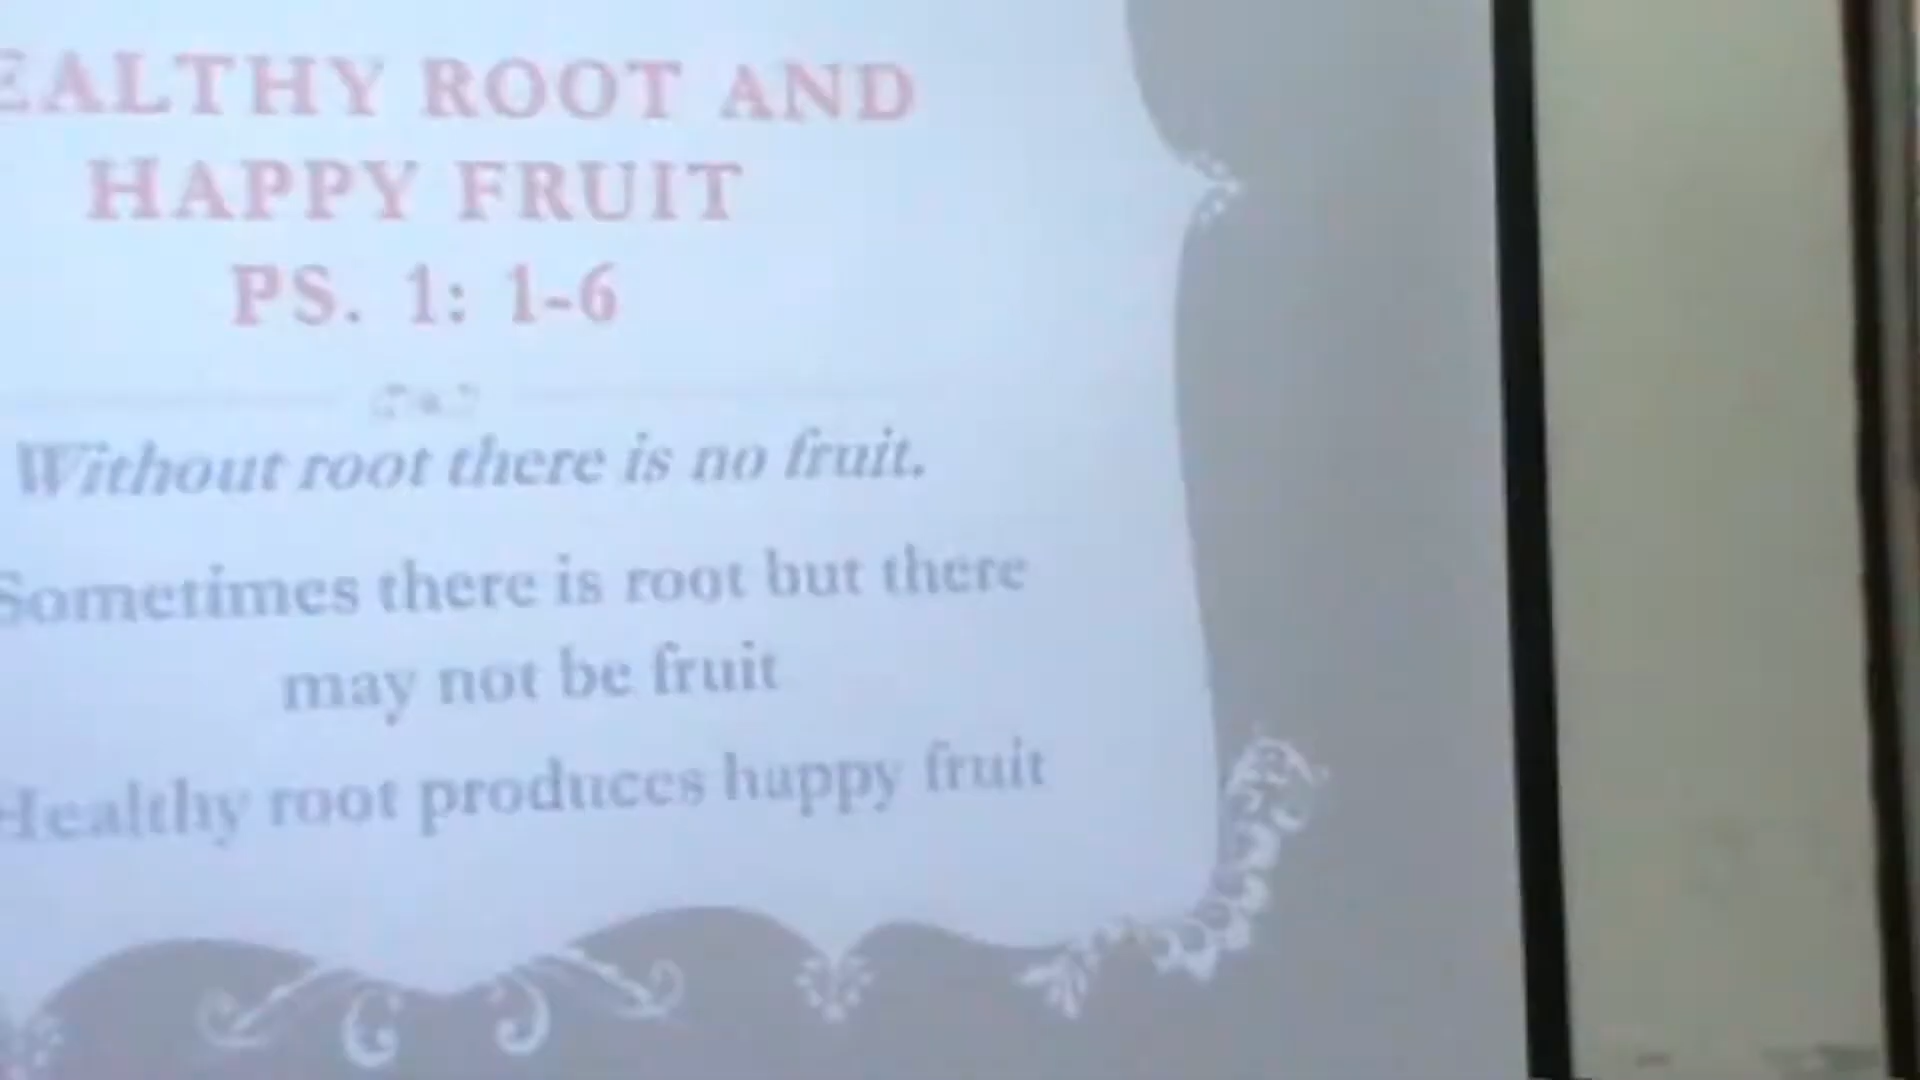 EALTHY ROOT AND
HAPPY FRUIT
PS. 1: 1-6
Without root there is no fruit.
Sometimes there is root but there
may not be fruit
Healthy root produces happy fruit